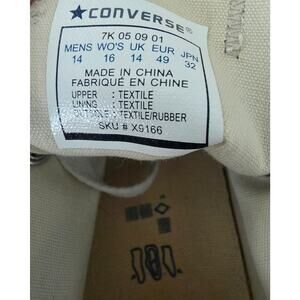 ★CONVERSE®
7K 05 09 01
MENS WO'S UK EUR JPN
14 16 14 49 32
MADE IN CHINA
FABRIQUÉ EN CHINE
UPPER : TEXTILE
LINING : TEXTILE
OUTSOLE : TEXTILE/RUBBER
SKU # X9166